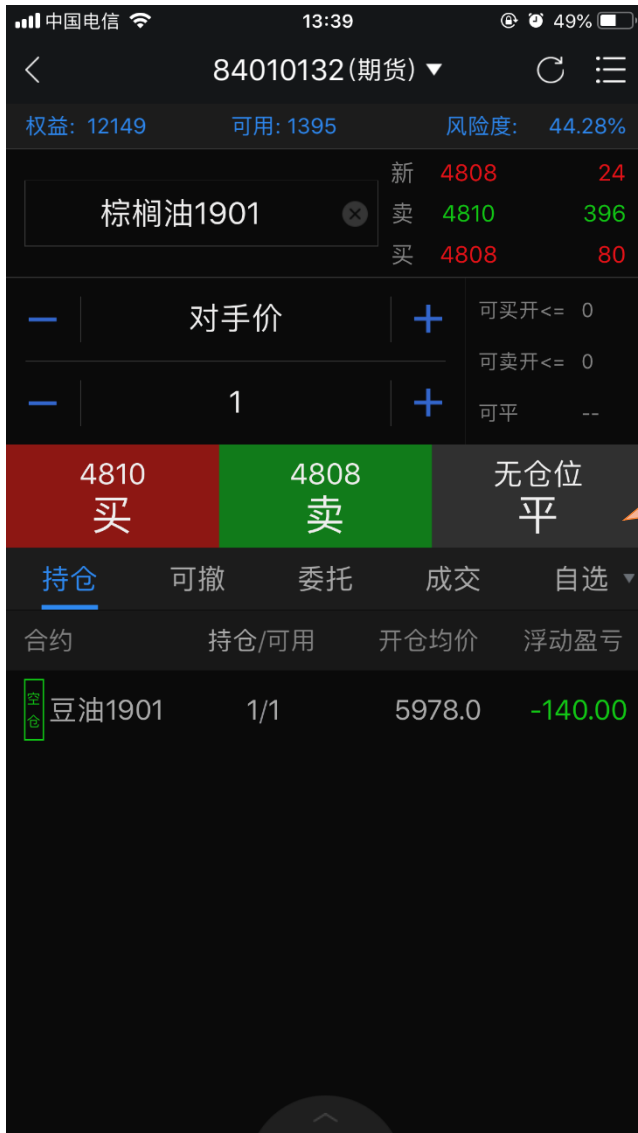 中国电信 13:39 49%
84010132(期货)▼
权益: 12149 可用: 1395 风险度: 44.28%
棕榈油1901
新 4808 24
卖 4810 396
买 4808 80
对手价
可买开<= 0
可卖开<= 0
1
可平 --
4810 4808 无仓位
买 卖 平
持仓 可撤 委托 成交 自选
合约 持仓/可用 开仓均价 浮动盈亏
空仓 豆油1901 1/1 5978.0 -140.00